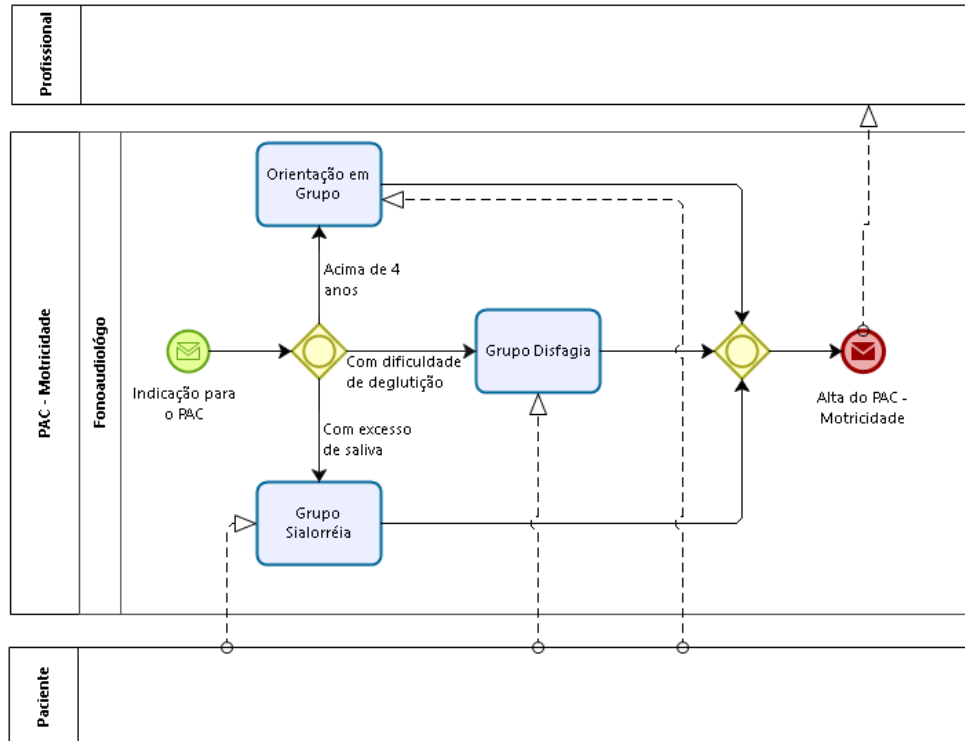 Profissional
PAC - Motricidade
Fonoaudiológo
Orientação em
Grupo
Acima de 4
anos
Indicação para
o PAC
Com dificuldade
de deglutição
Grupo Disfagia
Alta do PAC -
Motricidade
Com excesso
de saliva
Grupo
Sialorréia
Paciente